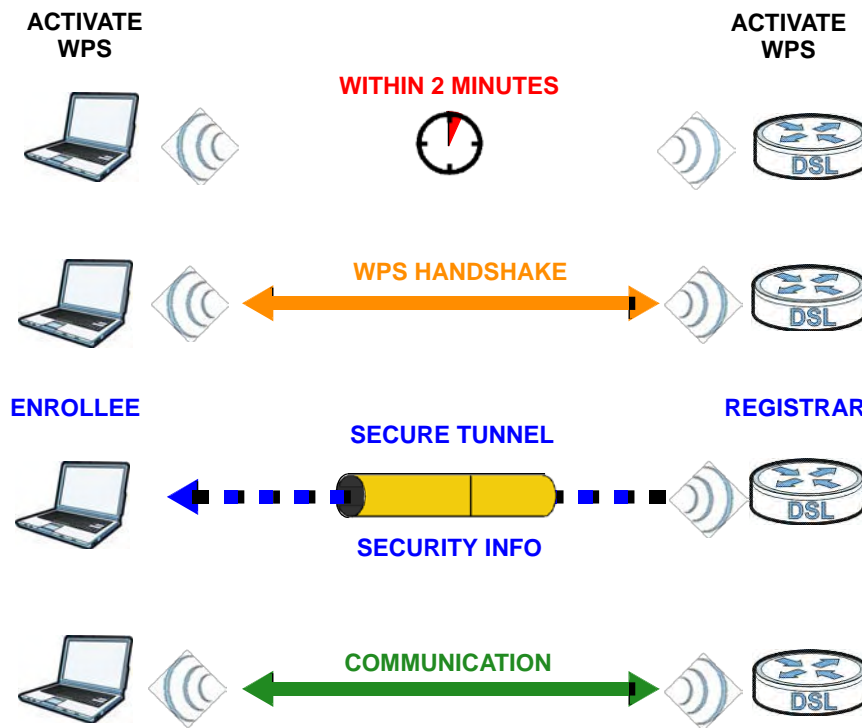 ACTIVATE
WPS
ACTIVATE
WPS
WITHIN 2 MINUTES
DSL
WPS HANDSHAKE
DSL
ENROLLEE
REGISTRAR
SECURE TUNNEL
DSL
SECURITY INFO
COMMUNICATION
DSL